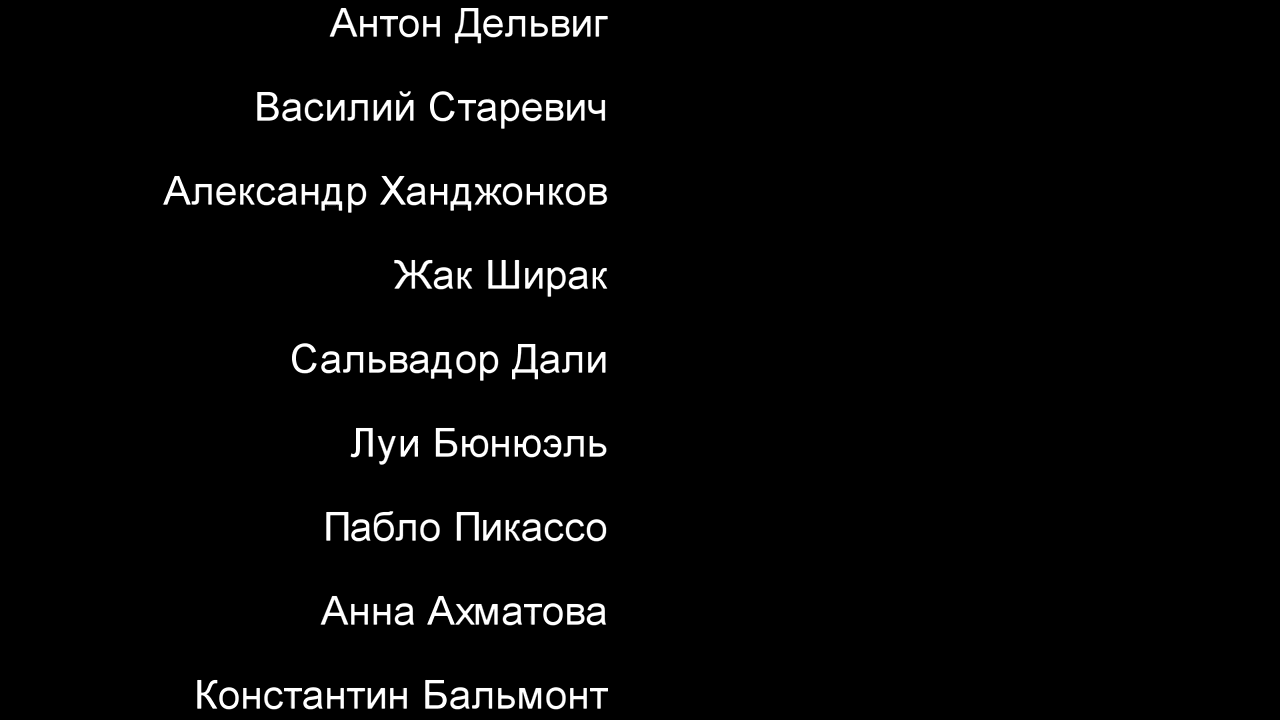 Антон Дельвиг
Василий Старевич
Александр Ханджонков
Жак Ширак
Сальвадор Дали
Луи Бюнюэль
Пабло Пикассо
Анна Ахматова
Константин Бальмонт